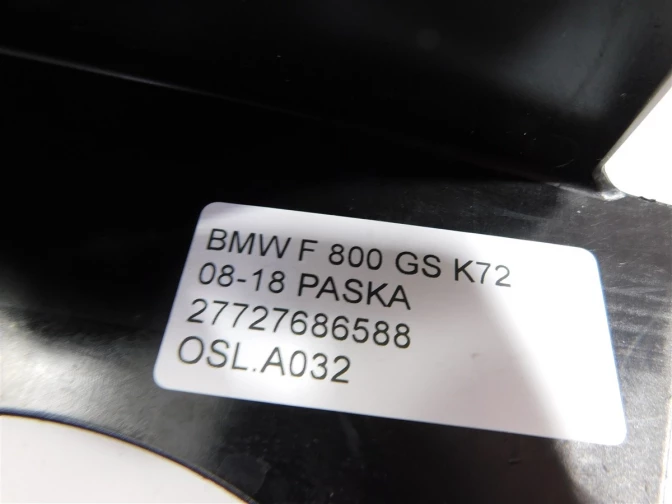 BMW F 800 GS K72
08-18 PASKA
27727686588
OSL.A032